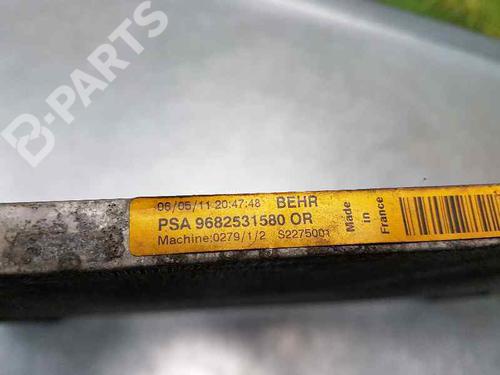 B-PARTS
06/05/11 20:47:48 BEHR
PSA 9682531580 OR
Machine:0279/1/2 S2275001
Made
in
France